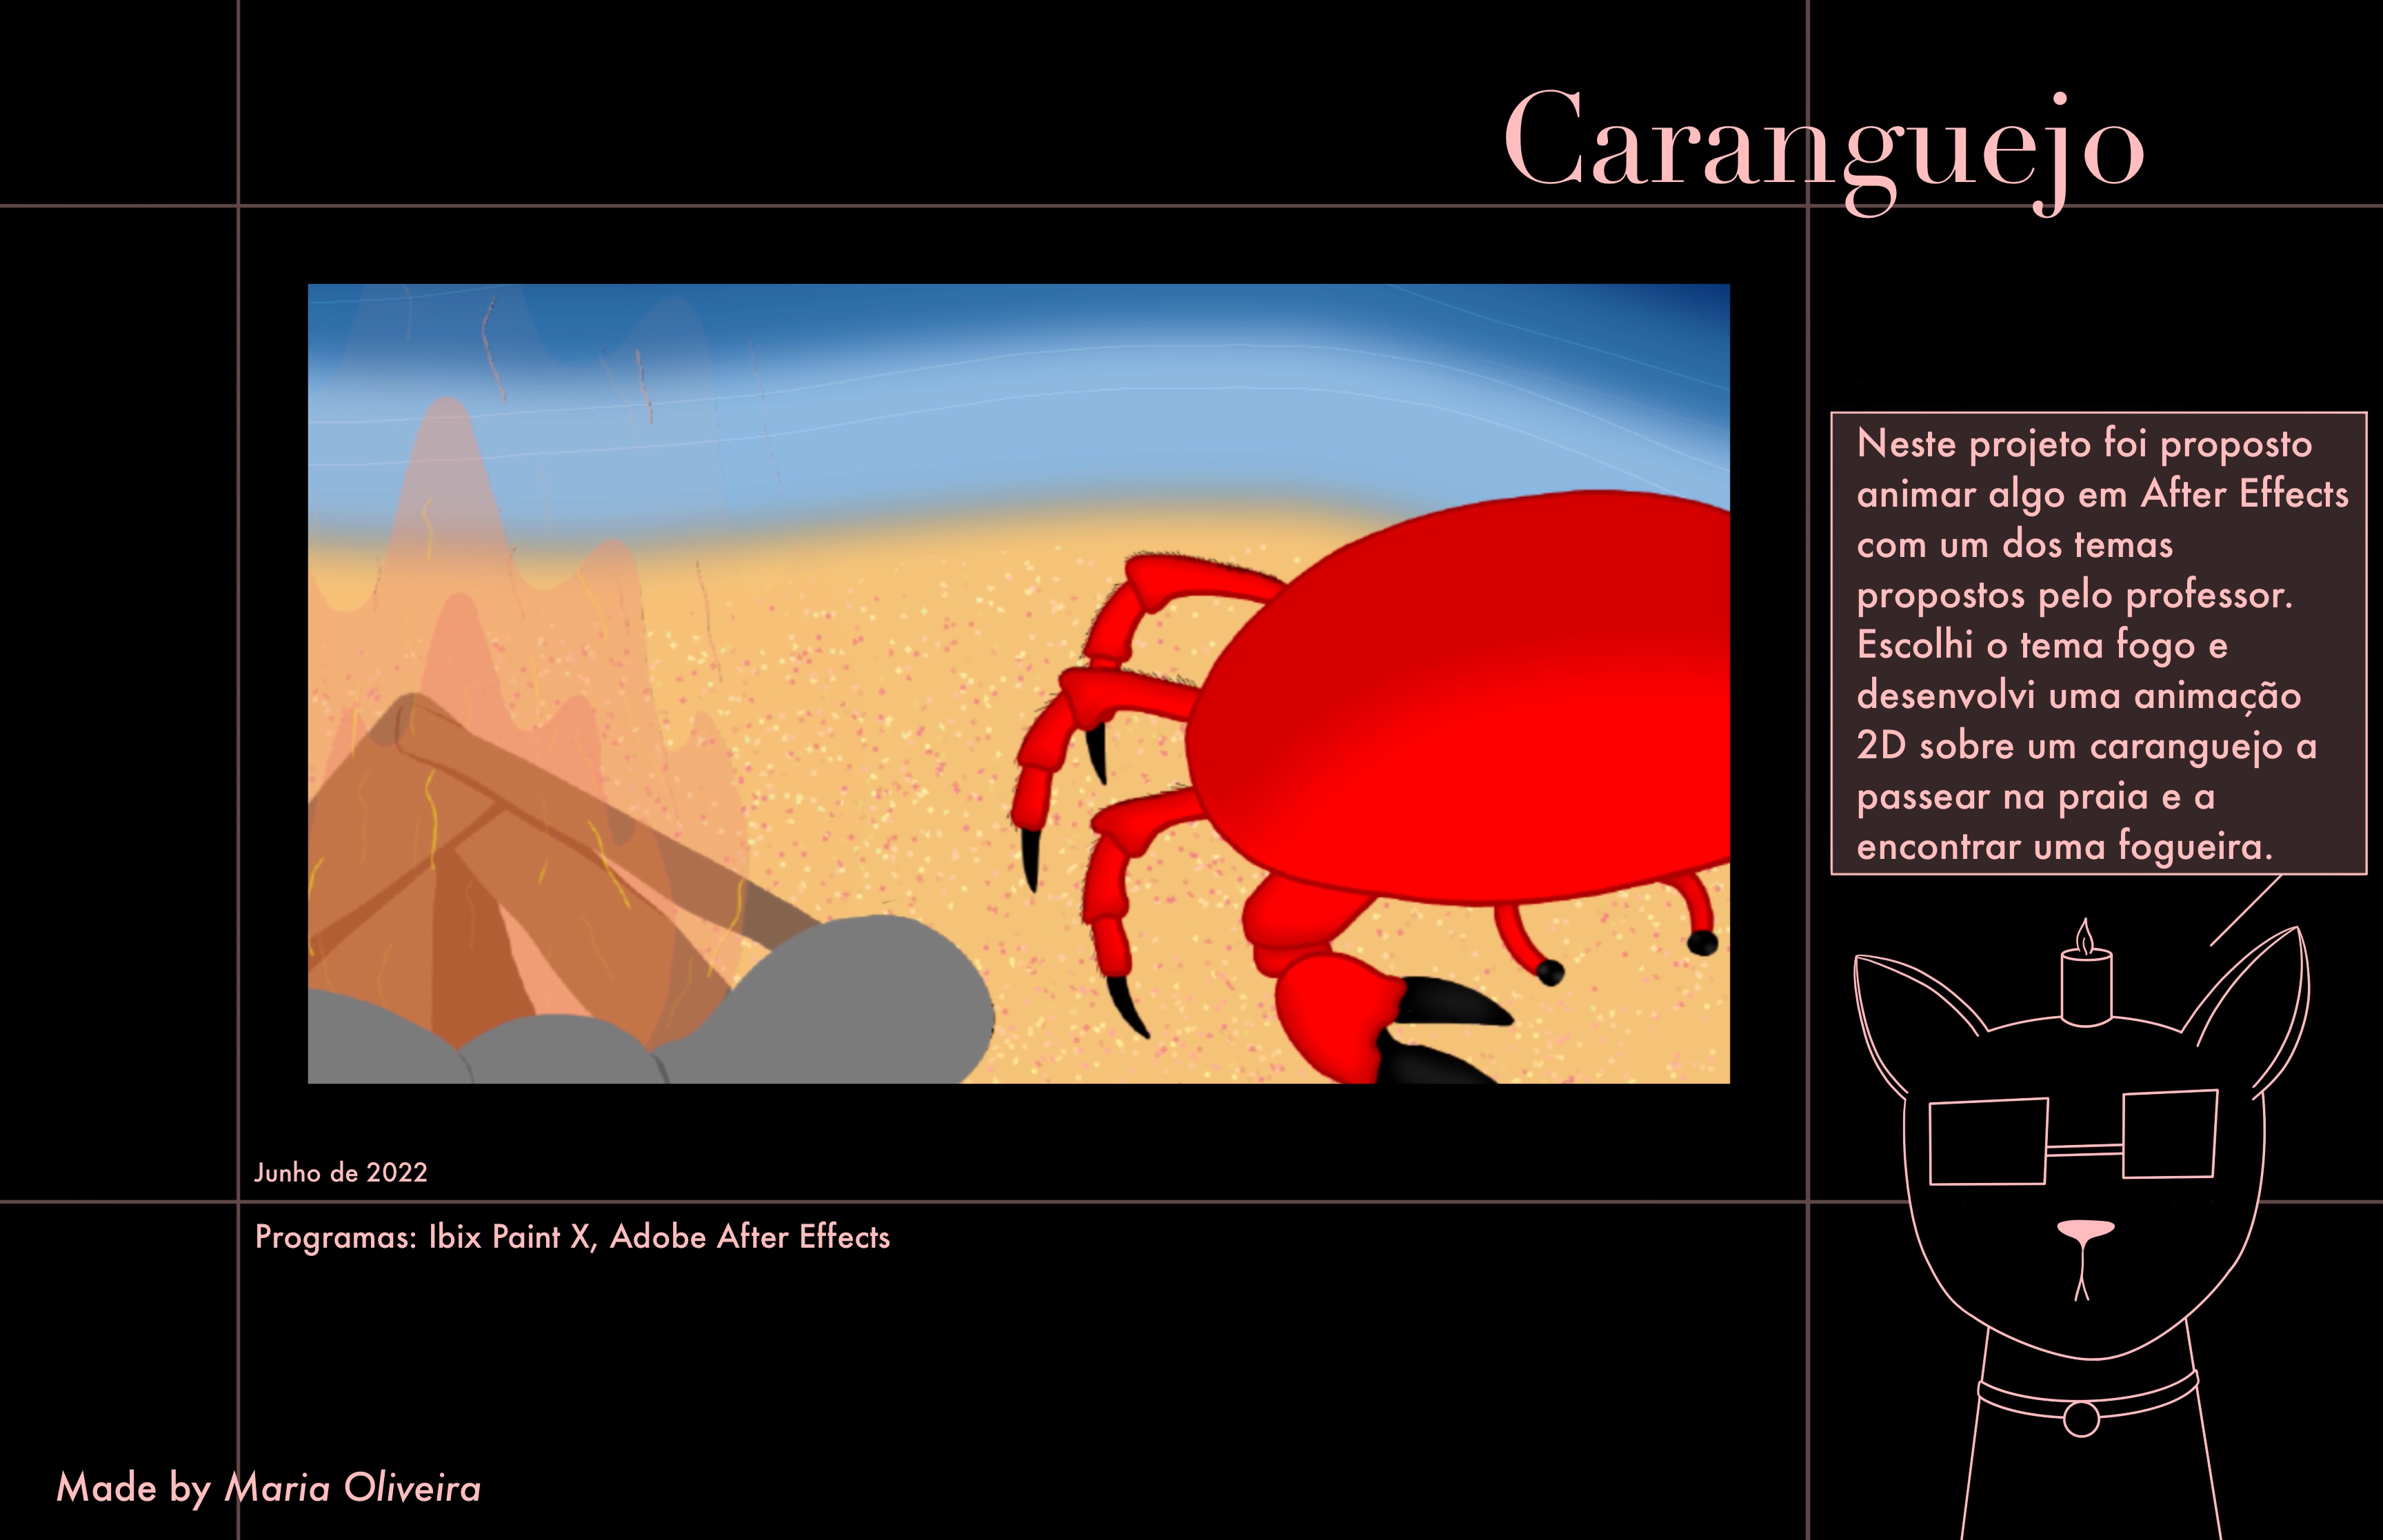 Caranguejo
Neste projeto foi proposto
animar algo em After Effects
com um dos temas
propostos pelo professor.
Escolhi o tema fogo e
desenvolvi uma animação
2D sobre um caranguejo a
passear na praia e a
encontrar uma fogueira.
Junho de 2022
Programas: Ibix Paint X, Adobe After Effects
Made by Maria Oliveira